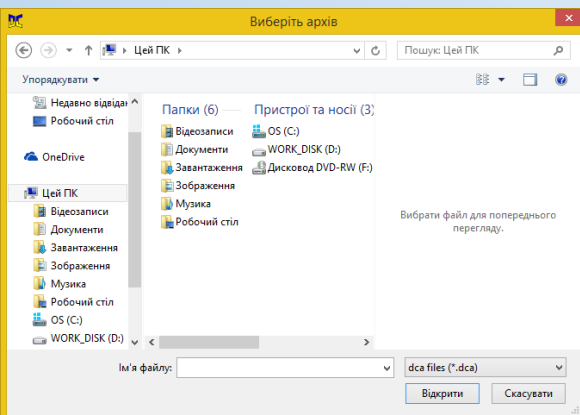 Виберіть архів
Цей ПК
Пошук: Цей ПК
Упорядкувати
Недавно відвідан
Робочий стіл
OneDrive
Цей ПК
Відеозаписи
Документи
Завантаження
Зображення
Музика
Робочий стіл
OS (C:)
WORK_DISK (D:)
Папки (6)
Відеозаписи
Документи
Завантаження
Зображення
Музика
Робочий стіл
Пристрої та носії (3)
OS (C:)
WORK_DISK (D:)
Дисковод DVD-RW (F:)
Вибрати файл для попереднього
перегляду.
Ім'я файлу:
dca files (*.dca)
Відкрити
Скасувати